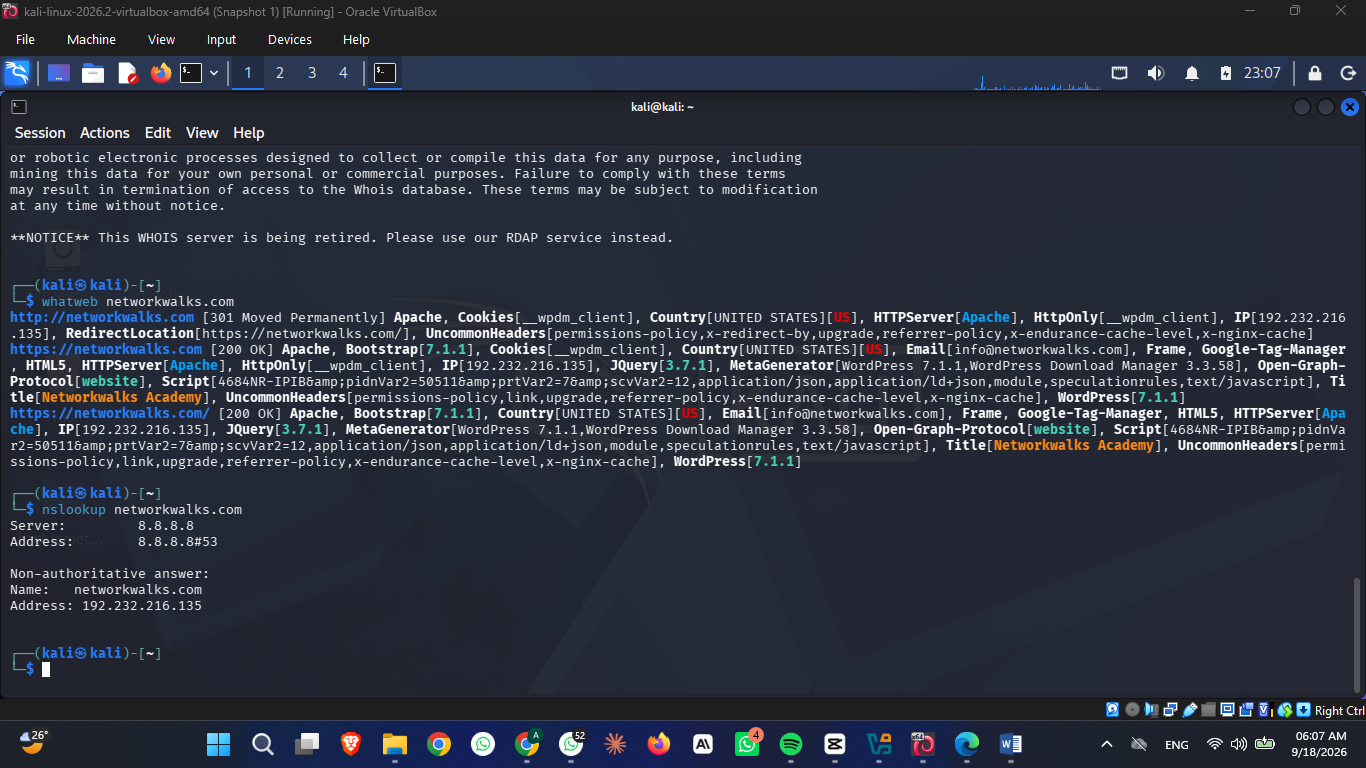 kali-linux-2026.2-virtualbox-amd64 (Snapshot 1) [Running] - Oracle VirtualBox
File Machine View Input Devices Help
1 2 3 4 23:07
kali@kali: ~
Session Actions Edit View Help
or robotic electronic processes designed to collect or compile this data for any purpose, including
mining this data for your own personal or commercial purposes. Failure to comply with these terms
may result in termination of access to the Whois database. These terms may be subject to modification
at any time without notice.
**NOTICE** This WHOIS server is being retired. Please use our RDAP service instead.
┌──(kali㉿kali)-[~]
└─$ whatweb networkwalks.com
http://networkwalks.com [301 Moved Permanently] Apache, Cookies[__wpdm_client], Country[UNITED STATES][US], HTTPServer[Apache], HttpOnly[__wpdm_client], IP[192.232.216
.135], RedirectLocation[https://networkwalks.com/], UncommonHeaders[permissions-policy,x-redirect-by,upgrade,referrer-policy,x-endurance-cache-level,x-nginx-cache]
https://networkwalks.com [200 OK] Apache, Bootstrap[7.1.1], Cookies[__wpdm_client], Country[UNITED STATES][US], Email[info@networkwalks.com], Frame, Google-Tag-Manager
, HTML5, HTTPServer[Apache], HttpOnly[__wpdm_client], IP[192.232.216.135], JQuery[3.7.1], MetaGenerator[WordPress 7.1.1,WordPress Download Manager 3.3.58], Open-Graph-
Protocol[website], Script[4684NR-IPIB&amp;pidnVar2=50511&amp;prtVar2=7&amp;scvVar2=12,application/json,application/ld+json,module,speculationrules,text/javascript], Ti
tle[Networkwalks Academy], UncommonHeaders[permissions-policy,link,upgrade,referrer-policy,x-endurance-cache-level,x-nginx-cache], WordPress[7.1.1]
https://networkwalks.com/ [200 OK] Apache, Bootstrap[7.1.1], Country[UNITED STATES][US], Email[info@networkwalks.com], Frame, Google-Tag-Manager, HTML5, HTTPServer[Apa
che], IP[192.232.216.135], JQuery[3.7.1], MetaGenerator[WordPress 7.1.1,WordPress Download Manager 3.3.58], Open-Graph-Protocol[website], Script[4684NR-IPIB&amp;pidnVa
r2=50511&amp;prtVar2=7&amp;scvVar2=12,application/json,application/ld+json,module,speculationrules,text/javascript], Title[Networkwalks Academy], UncommonHeaders[permi
ssions-policy,link,upgrade,referrer-policy,x-endurance-cache-level,x-nginx-cache], WordPress[7.1.1]
┌──(kali㉿kali)-[~]
└─$ nslookup networkwalks.com
Server: 8.8.8.8
Address: 8.8.8.8#53
Non-authoritative answer:
Name: networkwalks.com
Address: 192.232.216.135
┌──(kali㉿kali)-[~]
└─$
Right Ctrl
26°
A
52
4
ENG
06:07 AM
9/18/2026